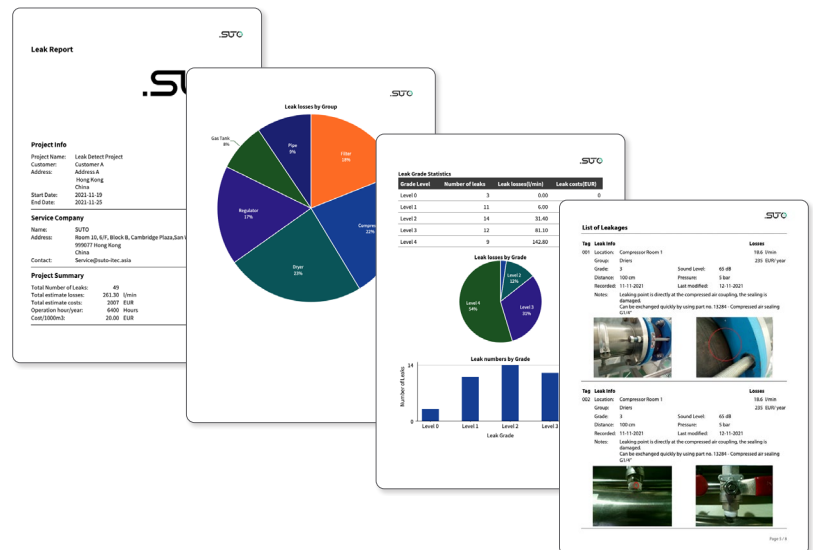 .SUTO
Leak Report
.SU
Project Info
Project Name: Leak Detect Project
Customer: Customer A
Address: Address A
Hong Kong
China
Start Date: 2021-11-19
End Date: 2021-11-25
Service Company
Name: SUTO
Address: Room 10, 6/F, Block B, Cambridge Plaza,San
999077 Hong Kong
China
Contact: Service@suto-itec.asia
Project Summary
Total Number of Leaks: 49
Total estimate losses: 261.30 l/min
Total estimate costs: 2007 EUR
Operation hour/year: 6400 Hours
Cost/1000m3: 20.00 EUR
.SUTO
Leak losses by Group
Gas Tank
8%
Pipe
9%
Filter
Regulator
17%
22%
Dryer
23%
.SUTO
Leak Grade Statistics
Grade Level Number of leaks Leak losses(l/min) Leak costs(EUR)
Level 0 3 0.00 0
Level 1 11 6.00
Level 2 14 31.40
Level 3 12 81.10
Level 4 9 142.80
Leak losses by Grade
Level 2
12%
Level 3
31%
Level 4
54%
Leak numbers by Grade
Number of Leaks
14
0
Level 0 Level 1 Level 2 Level 3
Leak Grade
.SUTO
List of Leakages
Tag Leak Info Losses
001 Location: Compressor Room 1 18.6 l/min
Group: Driers 235 EUR/ year
Grade: 3 Sound Level: 65 dB
Distance: 100 cm Pressure: 5 bar
Recorded: 11-11-2021 Last modified: 12-11-2021
Notes: Leaking point is directly at the compressed air coupling, the sealing is
damaged.
Can be exchanged quickly by using part no. 13284 - Compressed air sealing
G1/4"
Tag Leak Info Losses
002 Location: Compressor Room 1 18.6 l/min
Group: Driers 235 EUR/ year
Grade: 3 Sound Level: 65 dB
Distance: 100 cm Pressure: 5 bar
Recorded: 11-11-2021 Last modified: 12-11-2021
Notes: Leaking point is directly at the compressed air coupling, the sealing is
damaged.
Can be exchanged quickly by using part no. 13284 - Compressed air sealing
G1/4"
Page 5 / 8